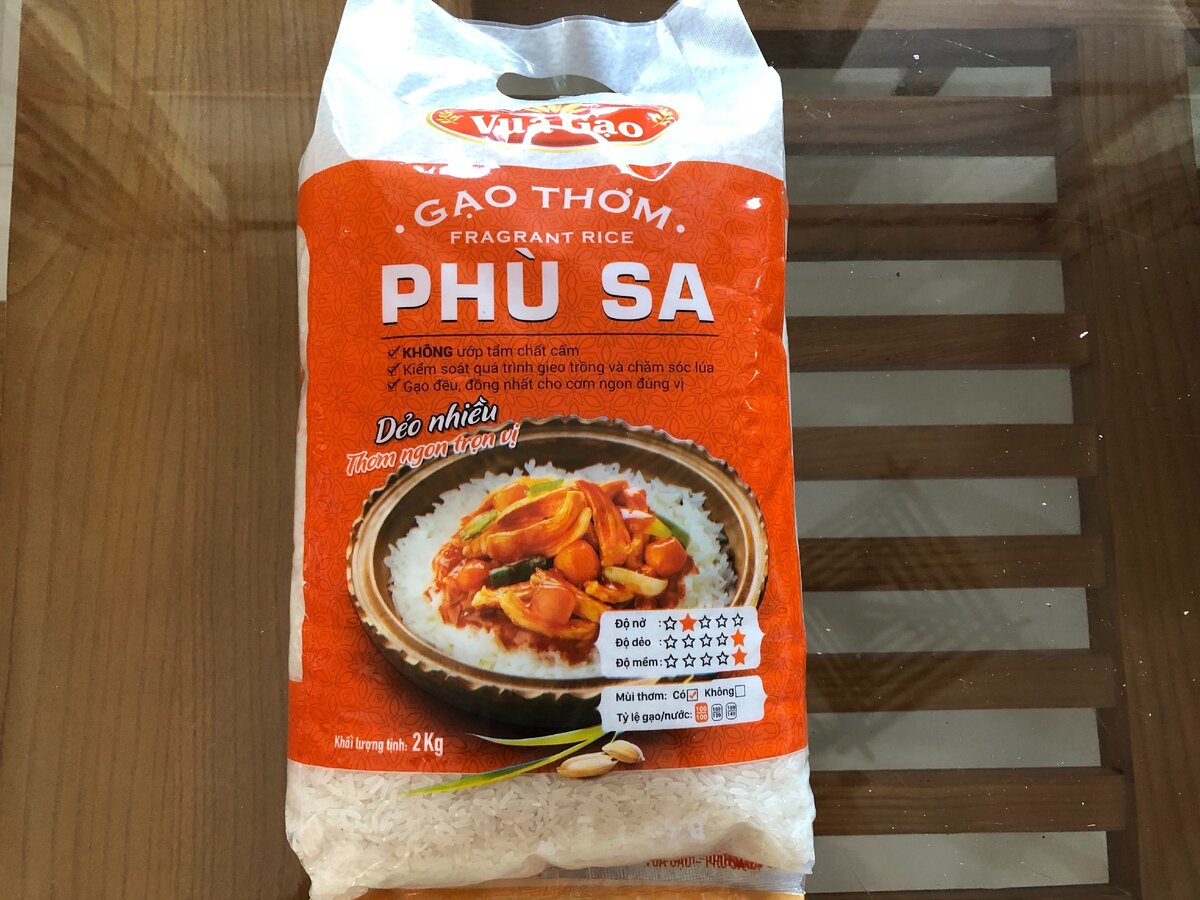 Vua Gạo
GẠO THƠM
FRAGRANT RICE
PHÙ SA
KHÔNG ướp tẩm chất cấm
Kiểm soát quá trình gieo trồng và chăm sóc lúa
Gạo đều, đồng nhất cho cơm ngon đúng vị
Dẻo nhiều
Thơm ngon trọn vị
Độ nở :
Độ dẻo :
Độ mềm:
Mùi thơm: Có Không
Tỷ lệ gạo/nước: 100/100
Khối lượng tịnh: 2Kg